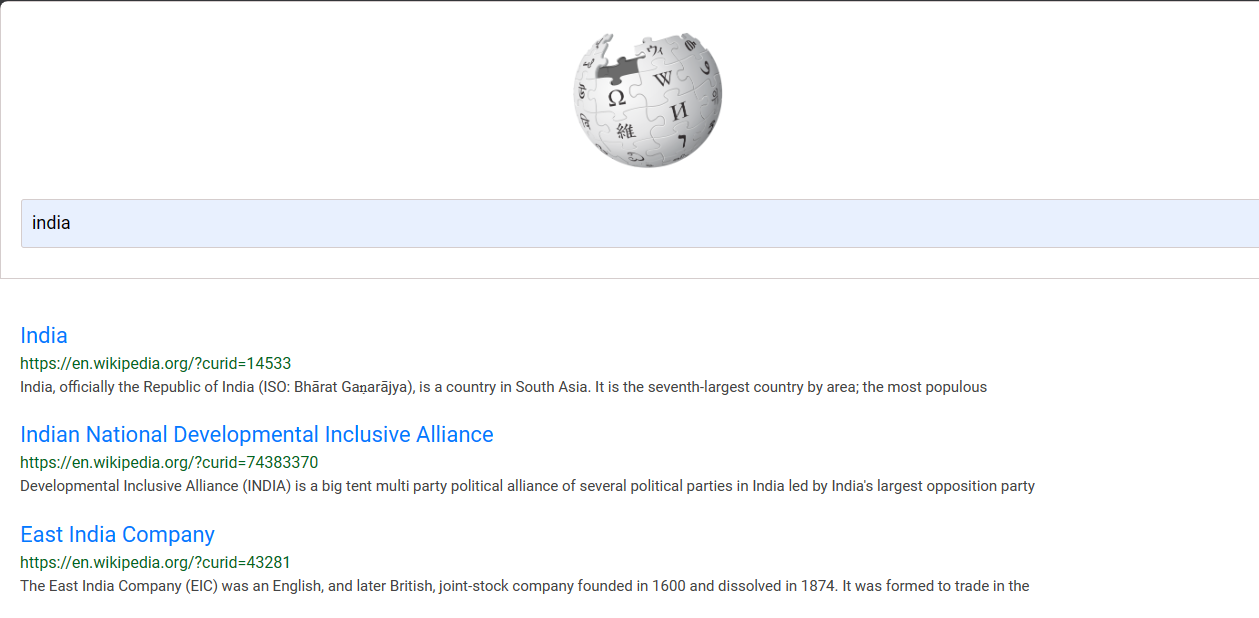 Ω
W
И
維
ウィ
india
India
https://en.wikipedia.org/?curid=14533
India, officially the Republic of India (ISO: Bhārat Gaṇarājya), is a country in South Asia. It is the seventh-largest country by area; the most populous
Indian National Developmental Inclusive Alliance
https://en.wikipedia.org/?curid=74383370
Developmental Inclusive Alliance (INDIA) is a big tent multi party political alliance of several political parties in India led by India's largest opposition party
East India Company
https://en.wikipedia.org/?curid=43281
The East India Company (EIC) was an English, and later British, joint-stock company founded in 1600 and dissolved in 1874. It was formed to trade in the